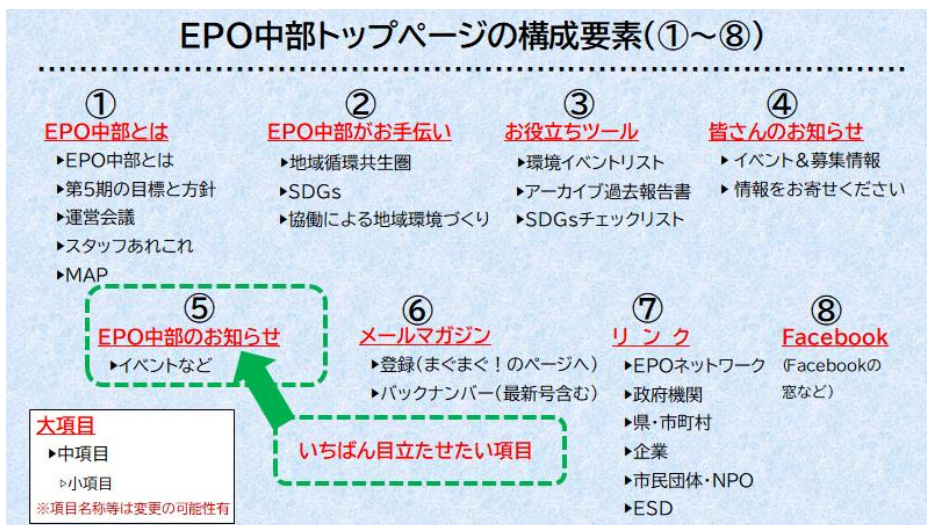 EPO中部トップページの構成要素(①～⑧)
①
EPO中部とは
▶EPO中部とは
▶第5期の目標と方針
▶運営会議
▶スタッフあれこれ
▶MAP
②
EPO中部がお手伝い
▶地域循環共生圏
▶SDGs
▶協働による地域環境づくり
③
お役立ちツール
▶環境イベントリスト
▶アーカイブ過去報告書
▶SDGsチェックリスト
④
皆さんのお知らせ
▶イベント&募集情報
▶情報をお寄せください
⑤
EPO中部のお知らせ
▶イベントなど
⑥
メールマガジン
▶登録(まぐまぐ!のページへ)
▶バックナンバー(最新号含む)
⑦
リンク
▶EPOネットワーク
▶政府機関
▶県・市町村
▶企業
▶市民団体・NPO
▶ESD
⑧
Facebook
(Facebookの
窓など)
いちばん目立たせたい項目
大項目
▶中項目
▷小項目
※項目名称等は変更の可能性有